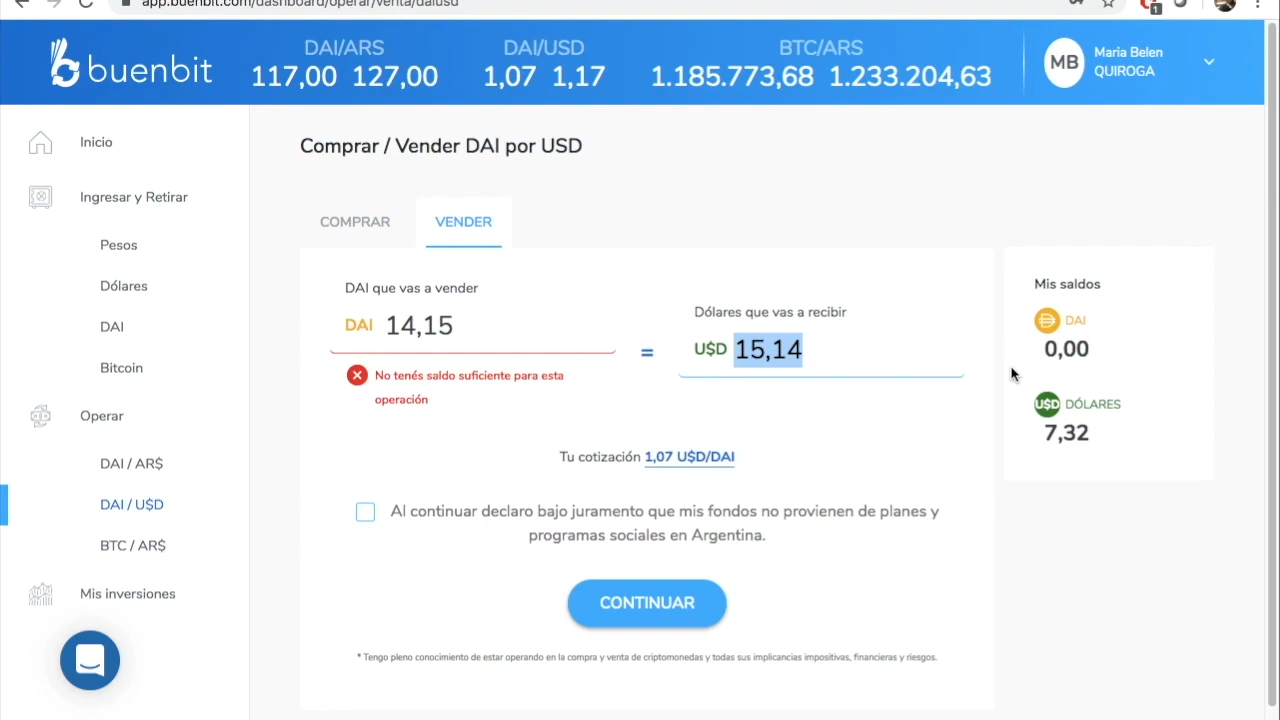 app.buenbit.com/dashboard/operar/venta/daiusd
1
buenbit
DAI/ARS
117,00 127,00
DAI/USD
1,07 1,17
BTC/ARS
1.185.773,68 1.233.204,63
MB
Maria Belen
QUIROGA
Inicio
Ingresar y Retirar
Pesos
Dólares
DAI
Bitcoin
Operar
DAI / AR$
DAI / U$D
BTC / AR$
Mis inversiones
Comprar / Vender DAI por USD
COMPRAR
VENDER
DAI que vas a vender
DAI 14,15
No tenés saldo suficiente para esta
operación
=
Dólares que vas a recibir
U$D 15,14
Tu cotización 1,07 U$D/DAI
Al continuar declaro bajo juramento que mis fondos no provienen de planes y
programas sociales en Argentina.
CONTINUAR
* Tengo pleno conocimiento de estar operando en la compra y venta de criptomonedas y todas sus implicancias impositivas, financieras y riesgos.
Mis saldos
DAI
0,00
U$D DÓLARES
7,32